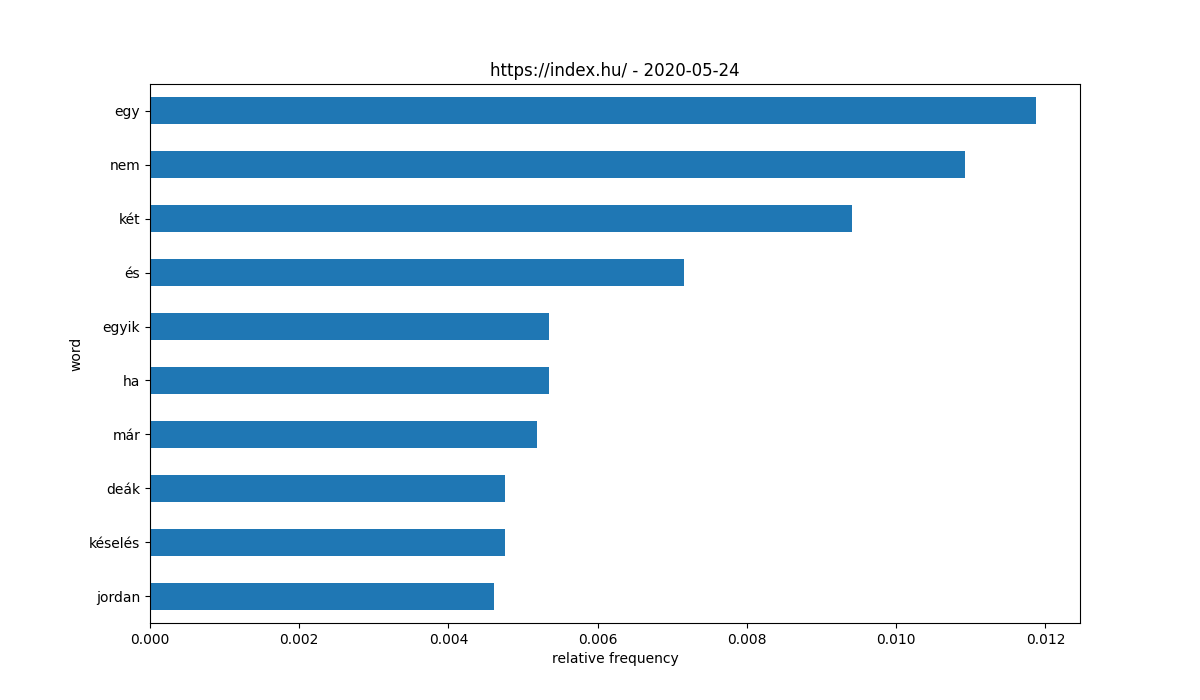 https://index.hu/ - 2020-05-24
egy
nem
két
és
egyik
ha
már
deák
késelés
jordan
word
0.000 0.002 0.004 0.006 0.008 0.010 0.012
relative frequency